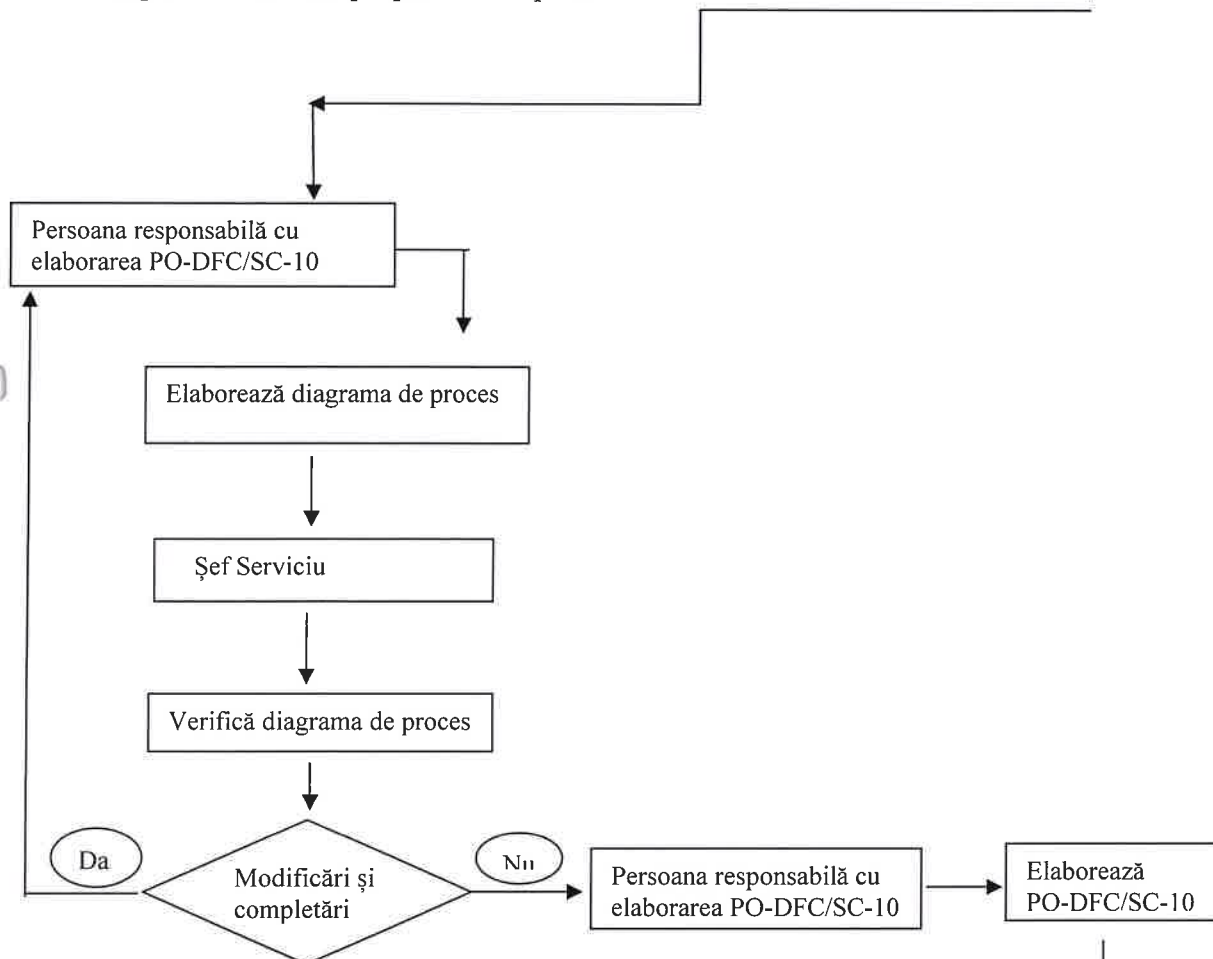 Persoana responsabilă cu
elaborarea PO-DFC/SC-10
Elaborează diagrama de proces
Șef Serviciu
Verifică diagrama de proces
Da
Nu
Modificări și
completări
Persoana responsabilă cu
elaborarea PO-DFC/SC-10
Elaborează
PO-DFC/SC-10